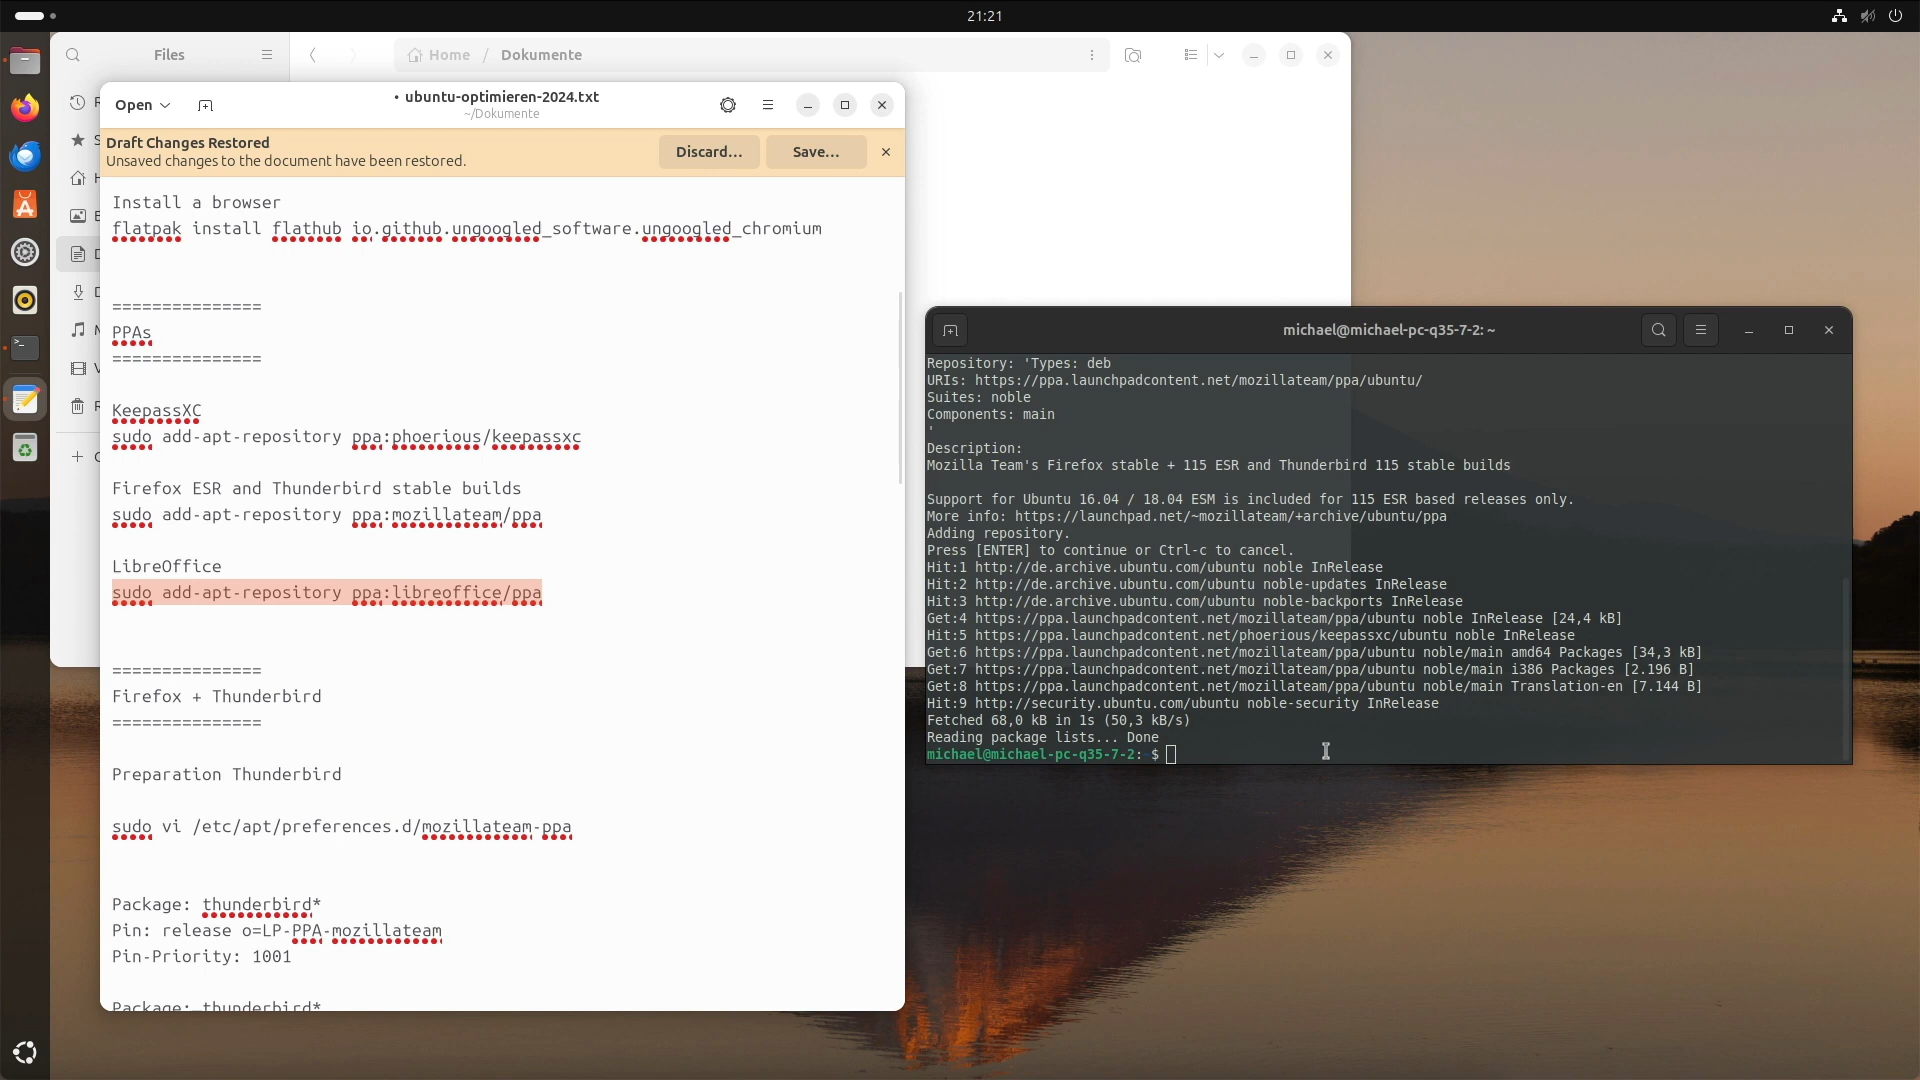 21:21
Files
Home / Dokumente
Open
• ubuntu-optimieren-2024.txt
~/Dokumente
Draft Changes Restored
Unsaved changes to the document have been restored.
Discard...
Save...
Install a browser
flatpak install flathub io.github.ungoogled_software.ungoogled_chromium
===============
PPAs
===============
KeepassXC
sudo add-apt-repository ppa:phoerious/keepassxc
Firefox ESR and Thunderbird stable builds
sudo add-apt-repository ppa:mozillateam/ppa
LibreOffice
sudo add-apt-repository ppa:libreoffice/ppa
===============
Firefox + Thunderbird
===============
Preparation Thunderbird
sudo vi /etc/apt/preferences.d/mozillateam-ppa
Package: thunderbird*
Pin: release o=LP-PPA-mozillateam
Pin-Priority: 1001
Package: thunderbird*
michael@michael-pc-q35-7-2: ~
Repository: 'Types: deb
URIs: https://ppa.launchpadcontent.net/mozillateam/ppa/ubuntu/
Suites: noble
Components: main
'
Description:
Mozilla Team's Firefox stable + 115 ESR and Thunderbird 115 stable builds
Support for Ubuntu 16.04 / 18.04 ESM is included for 115 ESR based releases only.
More info: https://launchpad.net/~mozillateam/+archive/ubuntu/ppa
Adding repository.
Press [ENTER] to continue or Ctrl-c to cancel.
Hit:1 http://de.archive.ubuntu.com/ubuntu noble InRelease
Hit:2 http://de.archive.ubuntu.com/ubuntu noble-updates InRelease
Hit:3 http://de.archive.ubuntu.com/ubuntu noble-backports InRelease
Get:4 https://ppa.launchpadcontent.net/mozillateam/ppa/ubuntu noble InRelease [24,4 kB]
Hit:5 https://ppa.launchpadcontent.net/phoerious/keepassxc/ubuntu noble InRelease
Get:6 https://ppa.launchpadcontent.net/mozillateam/ppa/ubuntu noble/main amd64 Packages [34,3 kB]
Get:7 https://ppa.launchpadcontent.net/mozillateam/ppa/ubuntu noble/main i386 Packages [2.196 B]
Get:8 https://ppa.launchpadcontent.net/mozillateam/ppa/ubuntu noble/main Translation-en [7.144 B]
Hit:9 http://security.ubuntu.com/ubuntu noble-security InRelease
Fetched 68,0 kB in 1s (50,3 kB/s)
Reading package lists... Done
michael@michael-pc-q35-7-2: $